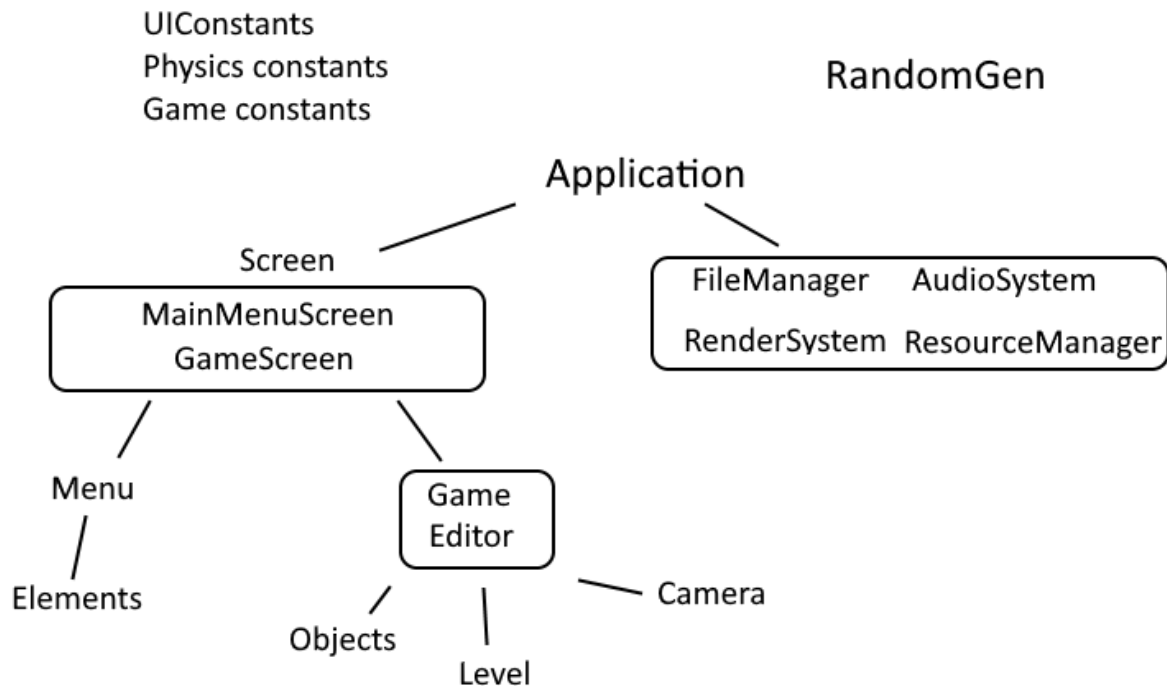 UIConstants
Physics constants
Game constants
RandomGen
Application
Screen
MainMenuScreen
GameScreen
FileManager AudioSystem
RenderSystem ResourceManager
Menu
Game
Editor
Elements
Camera
Objects
Level